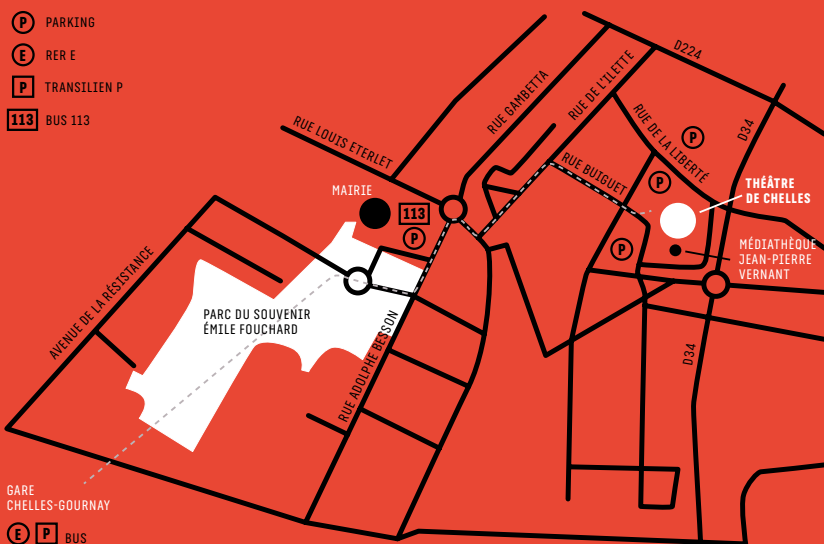 P PARKING
E RER E
P TRANSILIEN P
113 BUS 113
D224
RUE GAMBETTA
RUE DE L'ILETTE
RUE LOUIS ETERLET
RUE DE LA LIBERTÉ
D34
P
RUE BUIGUET
P
MAIRIE
113
P
THÉÂTRE
DE CHELLES
P
MÉDIATHÈQUE
JEAN-PIERRE
VERNANT
AVENUE DE LA RÉSISTANCE
PARC DU SOUVENIR
ÉMILE FOUCHARD
RUE ADOLPHE BESSON
D34
GARE
CHELLES-GOURNAY
E P BUS